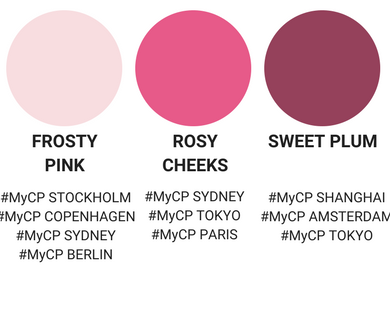 FROSTY
PINK
#MyCP STOCKHOLM
#MyCP COPENHAGEN
#MyCP SYDNEY
#MyCP BERLIN
ROSY
CHEEKS
#MyCP SYDNEY
#MyCP TOKYO
#MyCP PARIS
SWEET PLUM
#MyCP SHANGHAI
#MyCP AMSTERDAM
#MyCP TOKYO